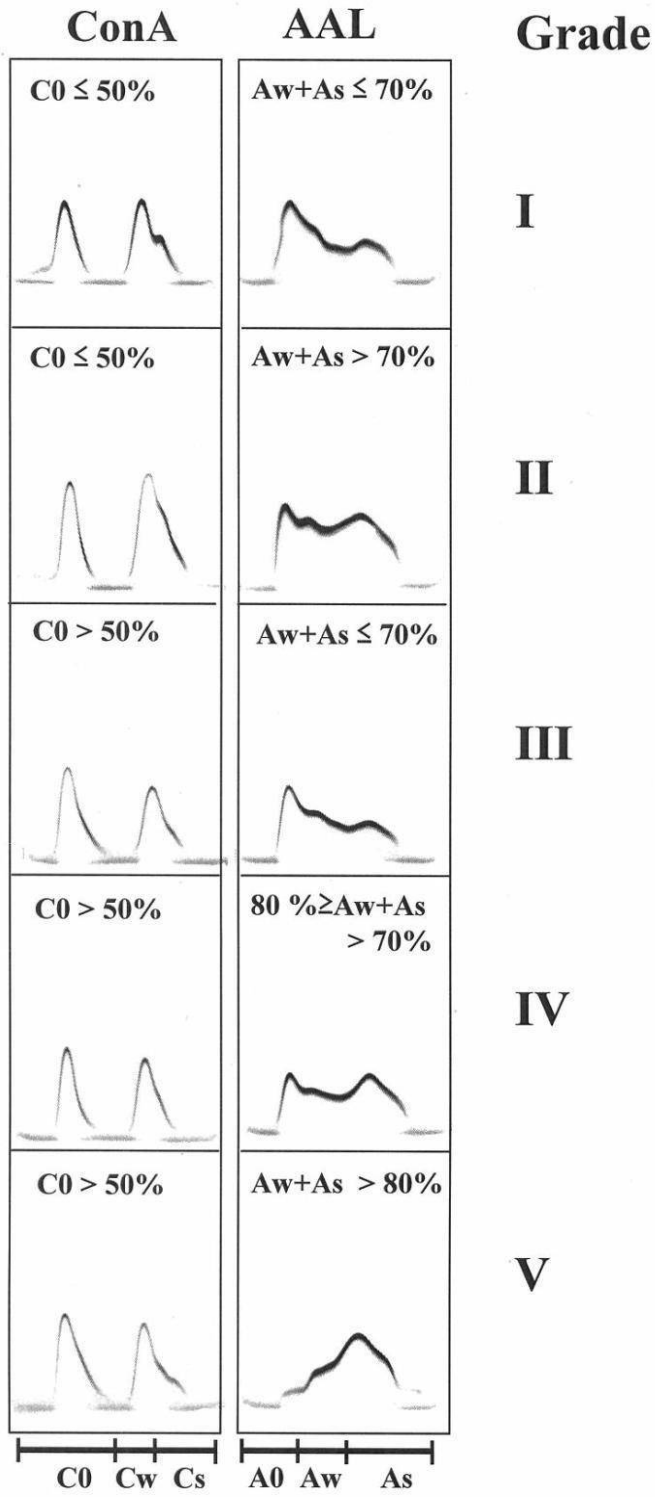 ConA AAL Grade
C0 ≤ 50% Aw+As ≤ 70%
I
C0 ≤ 50% Aw+As > 70%
II
C0 > 50% Aw+As ≤ 70%
III
C0 > 50% 80 %≥Aw+As
> 70%
IV
C0 > 50% Aw+As > 80%
V
C0 Cw Cs A0 Aw As